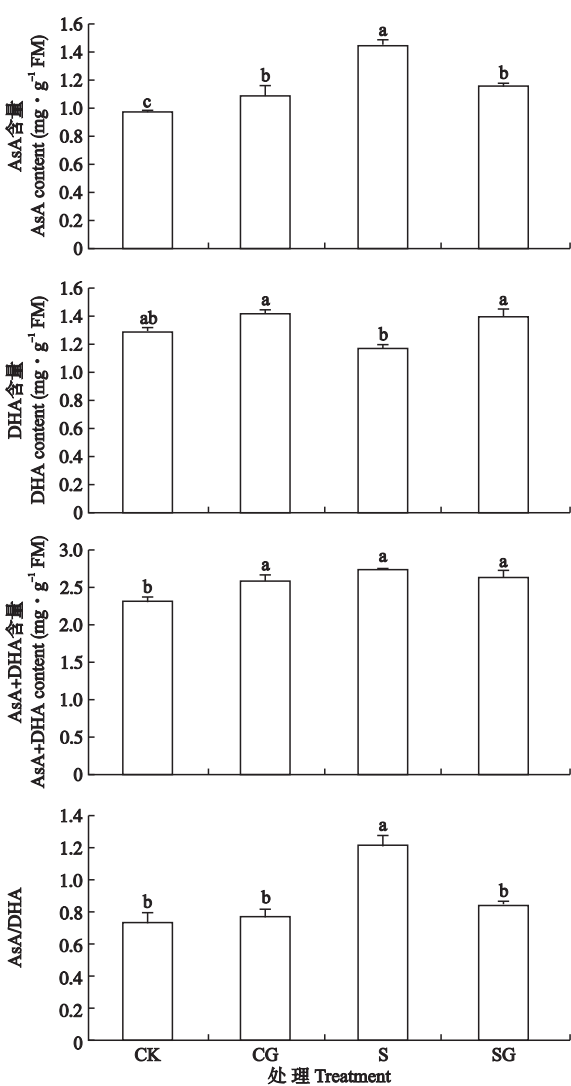 AsA含量
AsA content (mg·g⁻¹ FM)
1.6
1.4
1.2
1.0
0.8
0.6
0.4
0.2
0
c
b
a
b
DHA含量
DHA content (mg·g⁻¹ FM)
1.6
1.4
1.2
1.0
0.8
0.6
0.4
0.2
0
ab
a
b
a
AsA+DHA含量
AsA+DHA content (mg·g⁻¹ FM)
3.0
2.5
2.0
1.5
1.0
0.5
0
b
a
a
a
AsA/DHA
1.4
1.2
1.0
0.8
0.6
0.4
0.2
0
b
b
a
b
CK CG S SG
处 理 Treatment